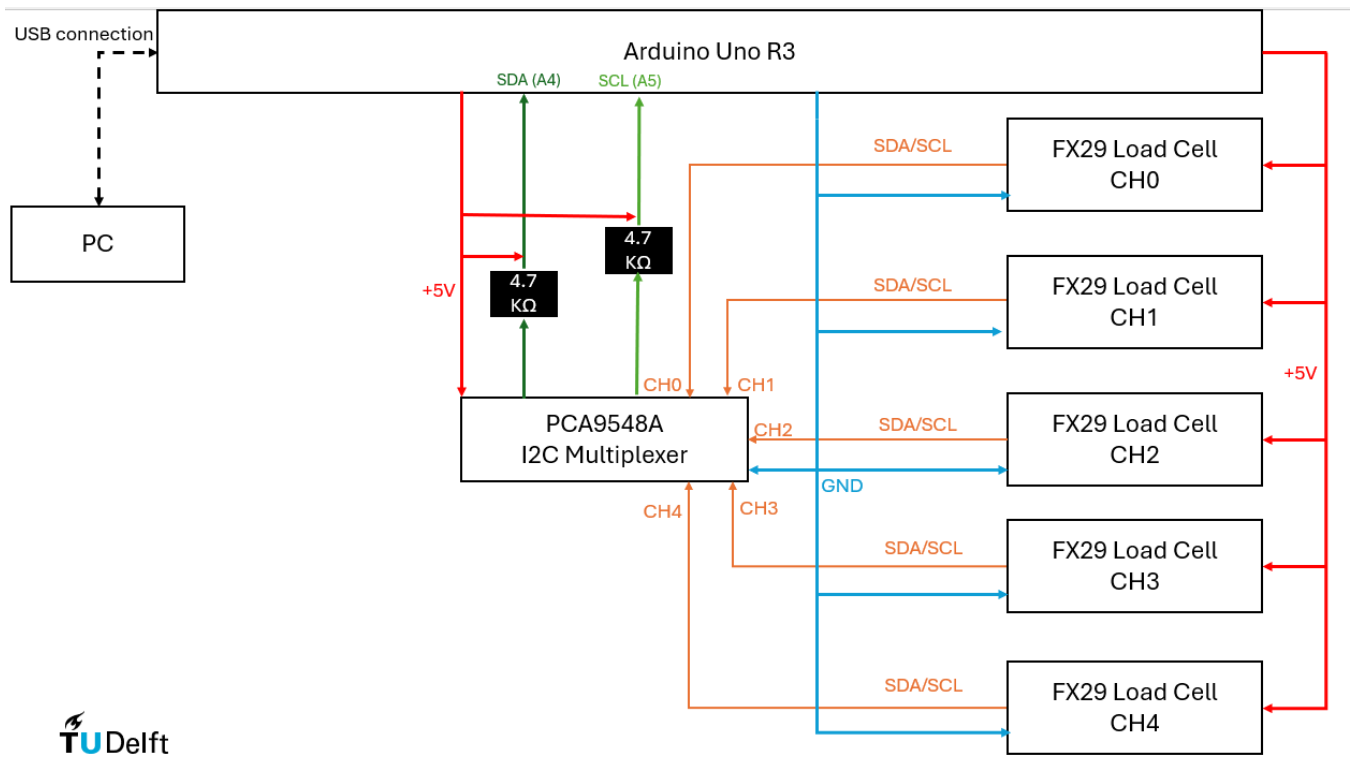 USB connection
Arduino Uno R3
SDA (A4)
SCL (A5)
SDA/SCL
FX29 Load Cell
CH0
PC
4.7
KΩ
4.7
KΩ
+5V
SDA/SCL
FX29 Load Cell
CH1
+5V
CH0
CH1
PCA9548A
I2C Multiplexer
CH2
SDA/SCL
FX29 Load Cell
CH2
GND
CH4
CH3
SDA/SCL
FX29 Load Cell
CH3
SDA/SCL
FX29 Load Cell
CH4
TU Delft